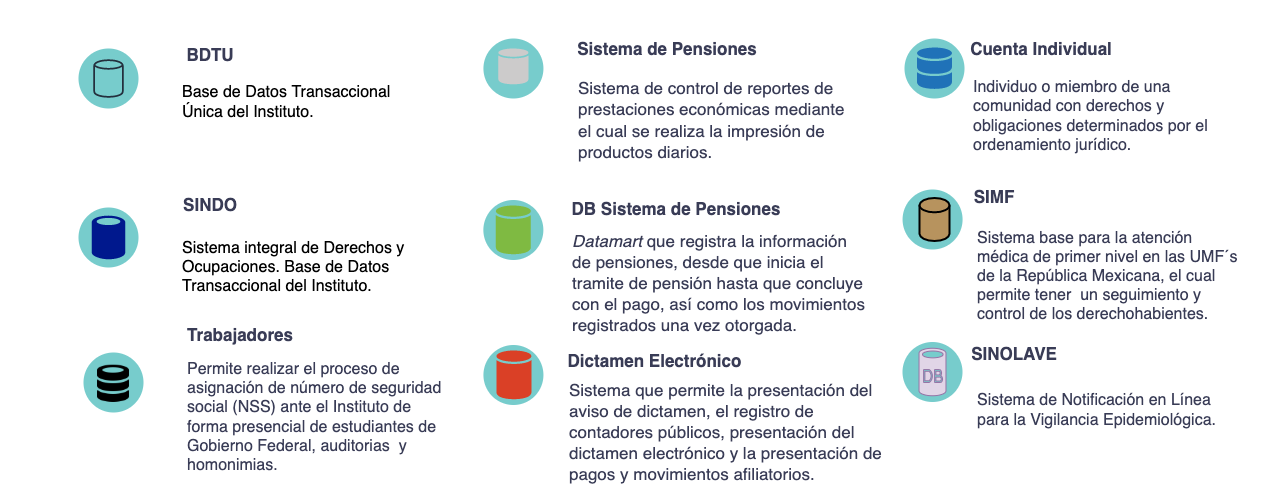 BDTU
Base de Datos Transaccional
Única del Instituto.
SINDO
Sistema integral de Derechos y
Ocupaciones. Base de Datos
Transaccional del Instituto.
Trabajadores
Permite realizar el proceso de
asignación de número de seguridad
social (NSS) ante el Instituto de
forma presencial de estudiantes de
Gobierno Federal, auditorias  y
homonimias.
Sistema de Pensiones
Sistema de control de reportes de
prestaciones económicas mediante
el cual se realiza la impresión de
productos diarios.
DB Sistema de Pensiones
Datamart que registra la información
de pensiones, desde que inicia el
tramite de pensión hasta que concluye
con el pago, así como los movimientos
registrados una vez otorgada.
Dictamen Electrónico
Sistema que permite la presentación del
aviso de dictamen, el registro de
contadores públicos, presentación del
dictamen electrónico y la presentación de
pagos y movimientos afiliatorios.
Cuenta Individual
Individuo o miembro de una
comunidad con derechos y
obligaciones determinados por el
ordenamiento jurídico.
SIMF
Sistema base para la atención
médica de primer nivel en las UMF´s
de la República Mexicana, el cual
permite tener  un seguimiento y
control de los derechohabientes.
DB
SINOLAVE
Sistema de Notificación en Línea
para la Vigilancia Epidemiológica.